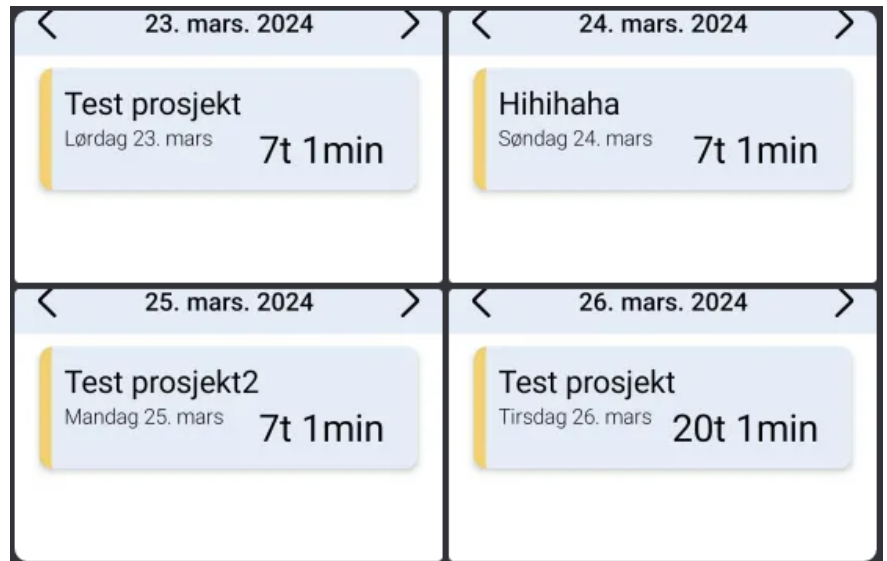 23. mars. 2024
Test prosjekt
Lørdag 23. mars
7t 1min
24. mars. 2024
Hihihaha
Søndag 24. mars
7t 1min
25. mars. 2024
Test prosjekt2
Mandag 25. mars
7t 1min
26. mars. 2024
Test prosjekt
Tirsdag 26. mars
20t 1min